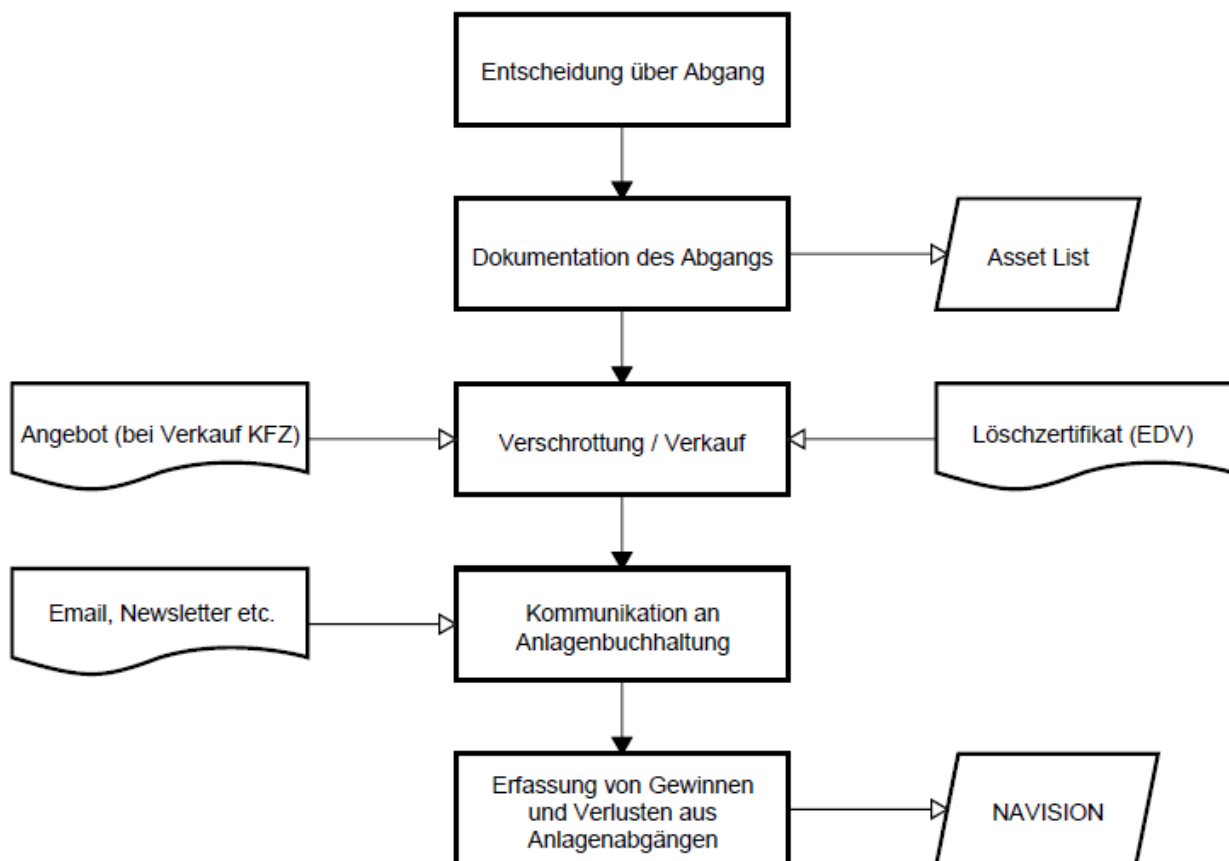 Entscheidung über Abgang
Dokumentation des Abgangs
Asset List
Angebot (bei Verkauf KFZ)
Verschrottung / Verkauf
Löschzertifikat (EDV)
Email, Newsletter etc.
Kommunikation an
Anlagenbuchhaltung
Erfassung von Gewinnen
und Verlusten aus
Anlagenabgängen
NAVISION